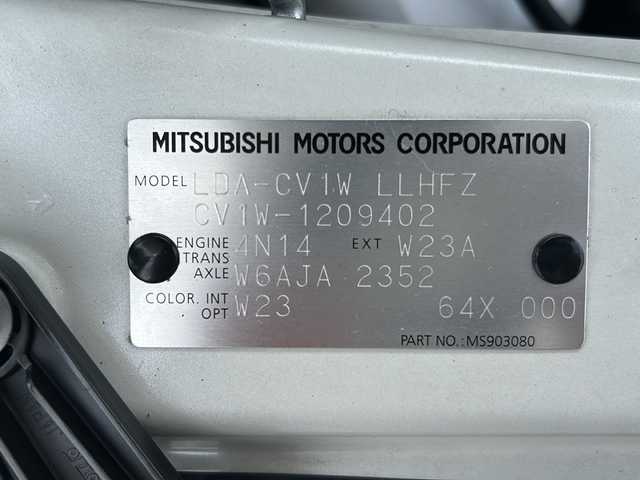 MITSUBISHI MOTORS CORPORATION
MODEL LDA-CV1W LLHFZ
CV1W-1209402
ENGINE 4N14 EXT W23A
TRANS AXLE W6AJA 2352
COLOR. INT OPT W23 64X 000
PART NO.:MS903080